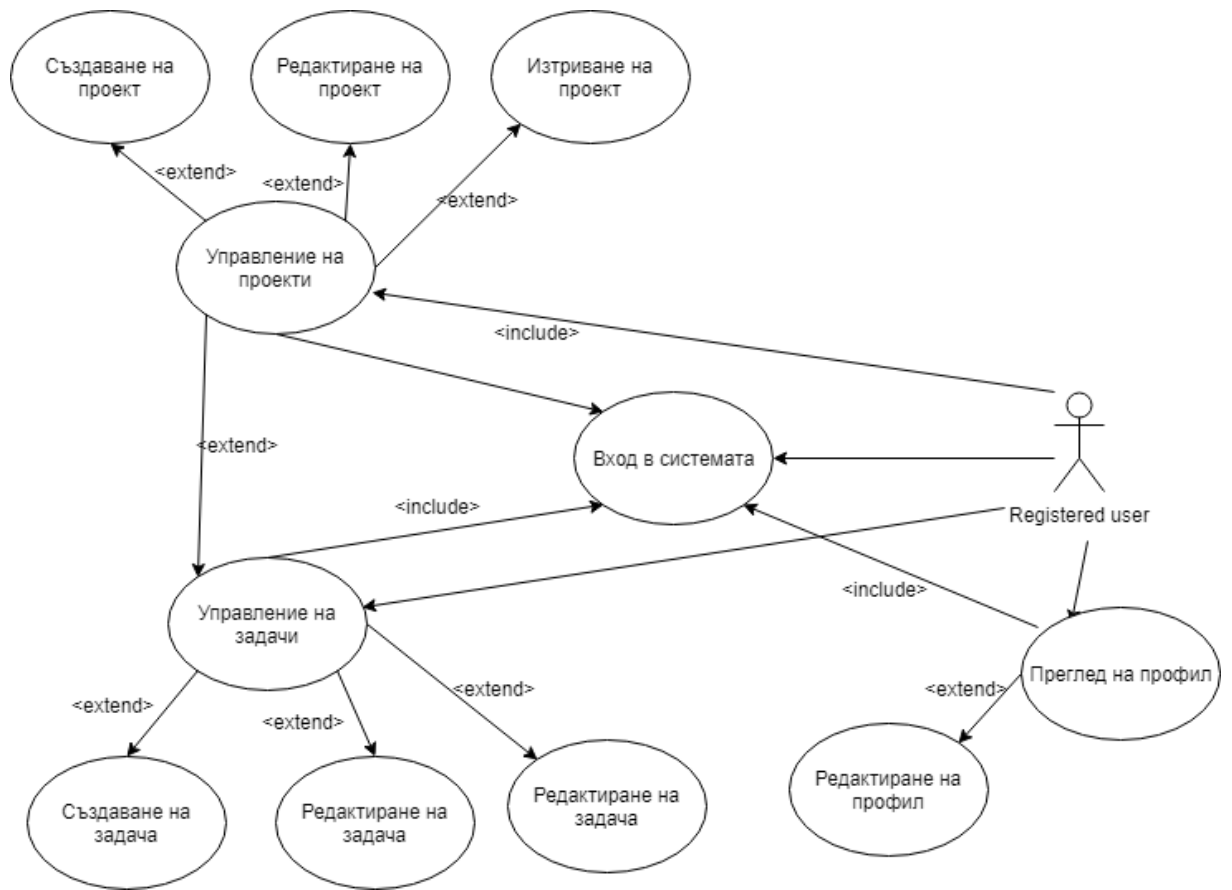 Създаване на
проект
Редактиране на
проект
Изтриване на
проект
<extend>
<extend>
<extend>
Управление на
проекти
<include>
<extend>
Вход в системата
<include>
Registered user
<include>
Управление на
задачи
Преглед на профил
<extend>
<extend>
<extend>
<extend>
Създаване на
задача
Редактиране на
задача
Редактиране на
задача
Редактиране на
профил